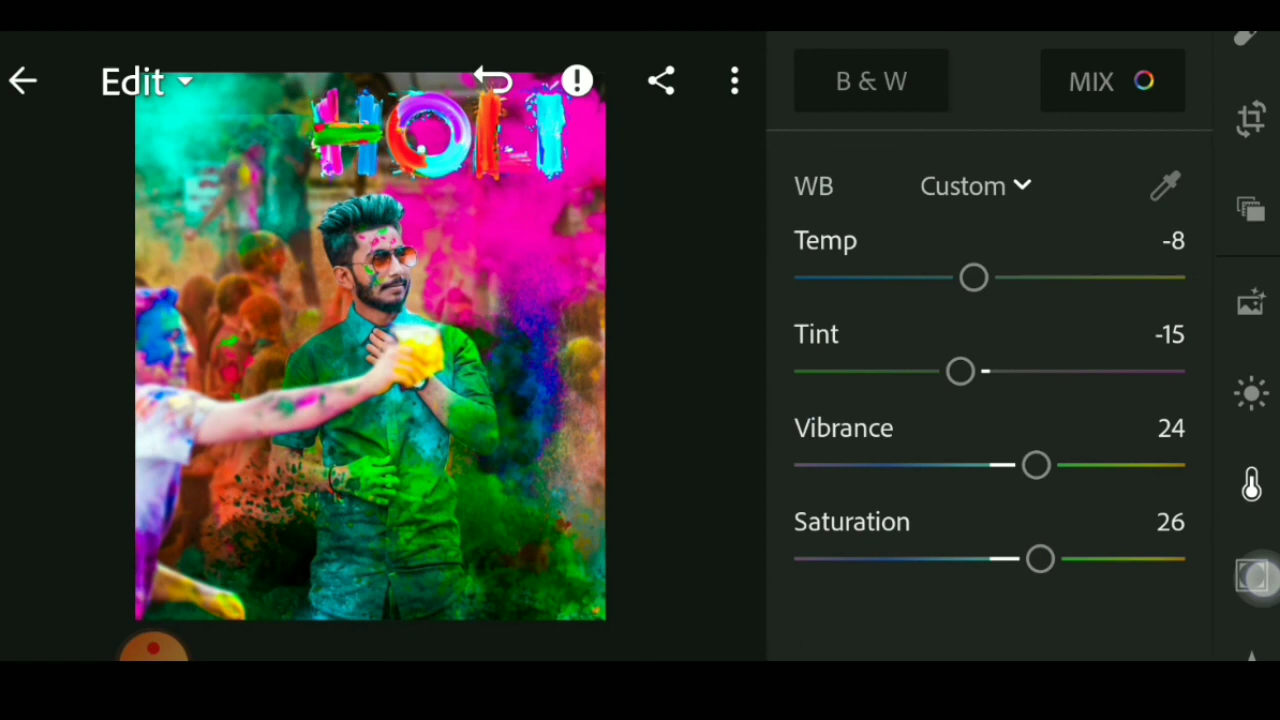 Edit
HOLI
B & W
MIX
WB
Custom
Temp
-8
Tint
-15
Vibrance
24
Saturation
26